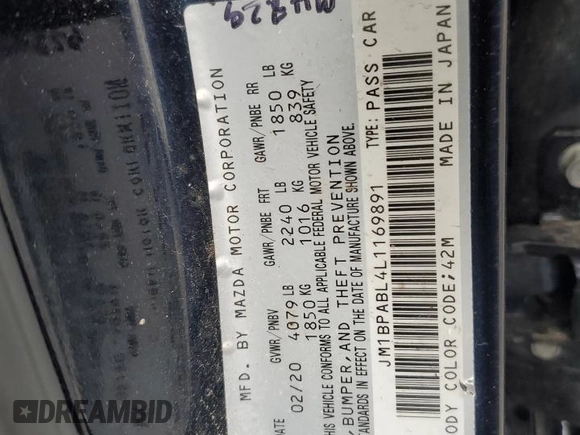 MH729
MFD. BY MAZDA MOTOR CORPORATION
DATE GVWR/PNBV GAWR/PNBE FRT GAWR/PNBE RR
02/20 4079 LB 2240 LB 1850 LB
1850 KG 1016 KG 839 KG
THIS VEHICLE CONFORMS TO ALL APPLICABLE FEDERAL MOTOR VEHICLE SAFETY
BUMPER, AND THEFT PREVENTION
STANDARDS IN EFFECT ON THE DATE OF MANUFACTURE SHOWN ABOVE.
JM1BPABL4L1169891 TYPE: PASS CAR
ODY COLOR CODE:42M MADE IN JAPAN
DREAMBID